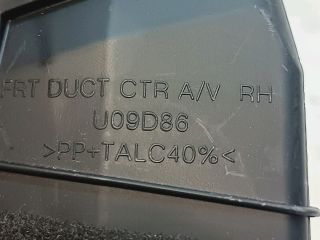 FRT DUCT CTR A/V RH
U09D86
>PP+TALC40%<